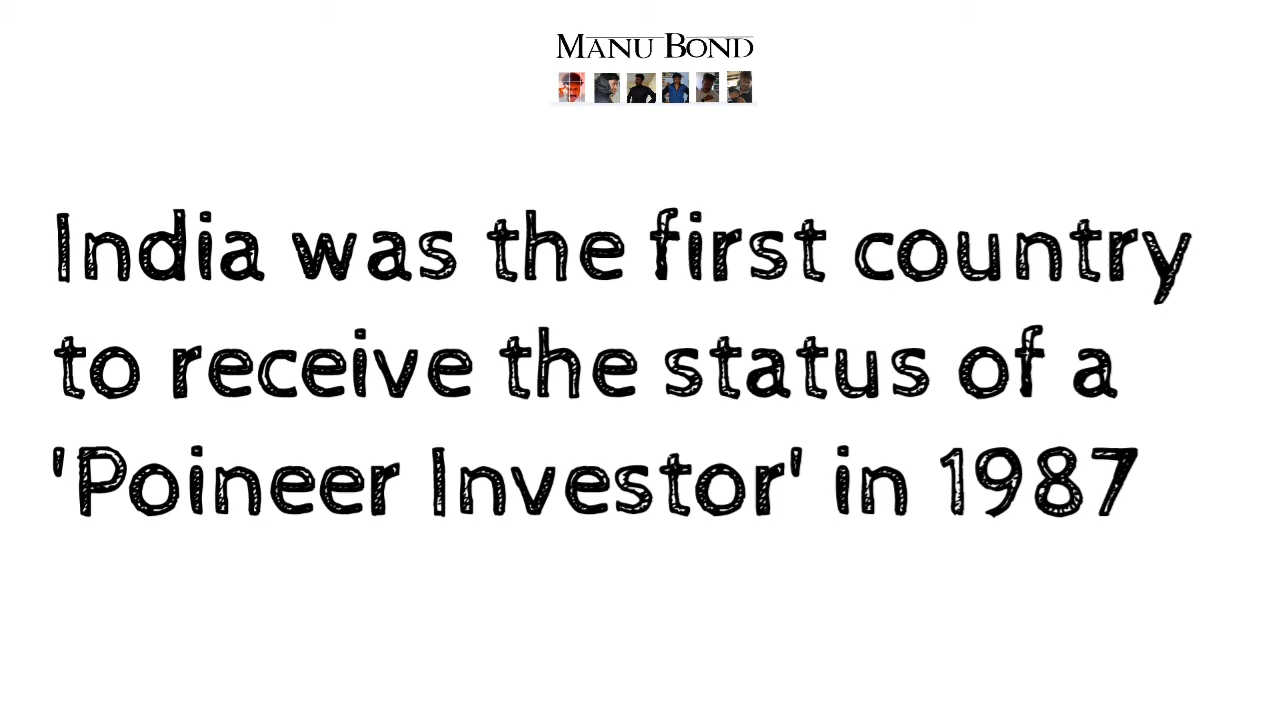 MANU BOND
India was the first country
to receive the status of a
'Poineer Investor' in 1987